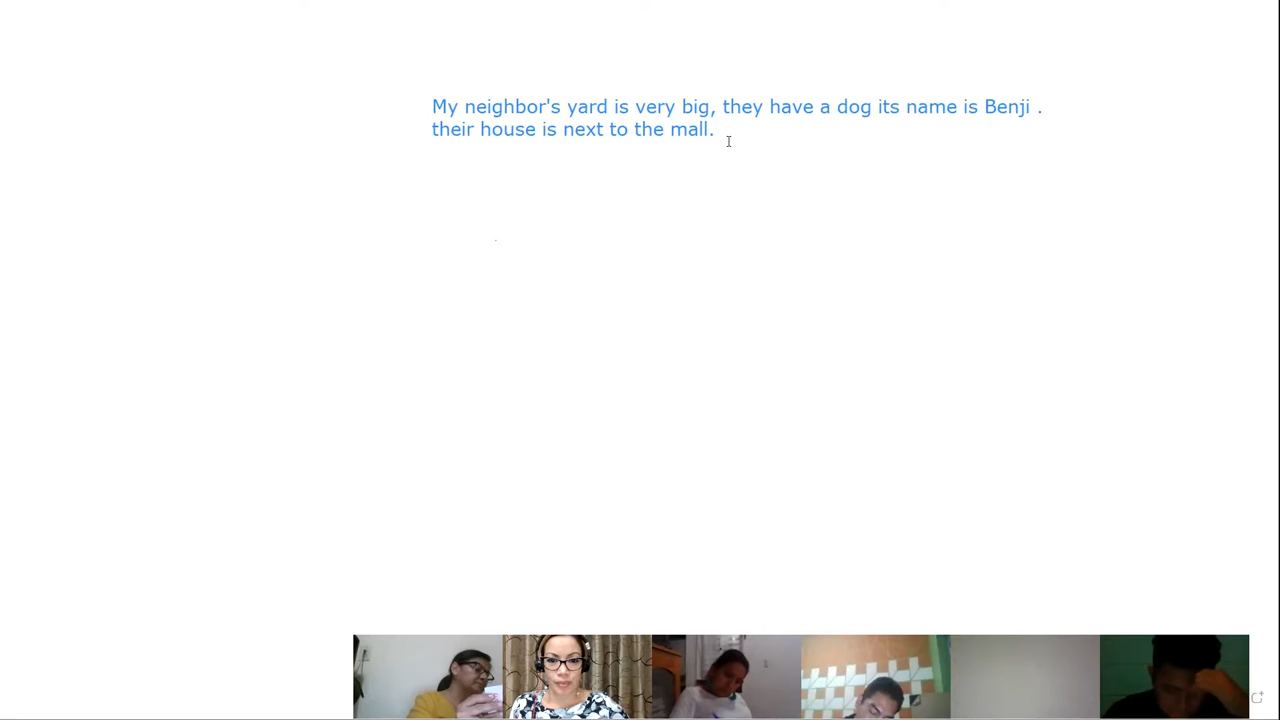 My neighbor's yard is very big, they have a dog its name is Benji .
their house is next to the mall.